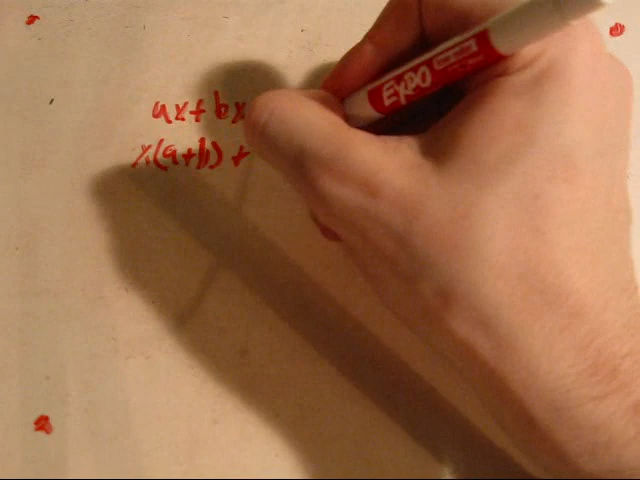 ax + bx
x(a+b) +
EXPO